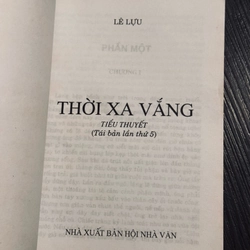 LÊ LỰU
PHẦN MỘT
THỜI XA VẮNG
TIỂU THUYẾT
(Tái bản lần thứ 5)
NHÀ XUẤT BẢN HỘI NHÀ VĂN